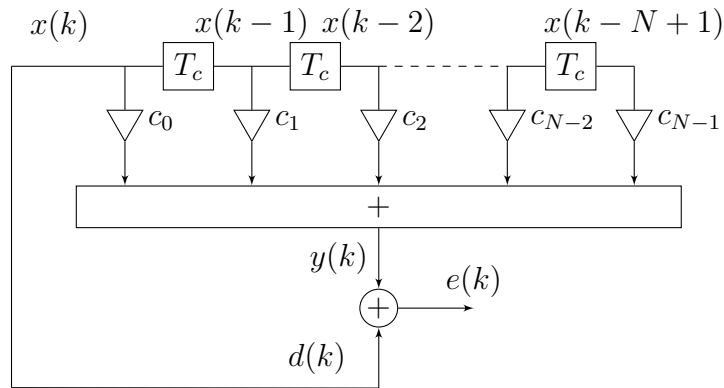 x(k) x(k − 1) x(k − 2) x(k − N + 1)
T_c T_c T_c
c_0 c_1 c_2 c_{N−2} c_{N−1}
+
y(k)
+ e(k)
d(k)